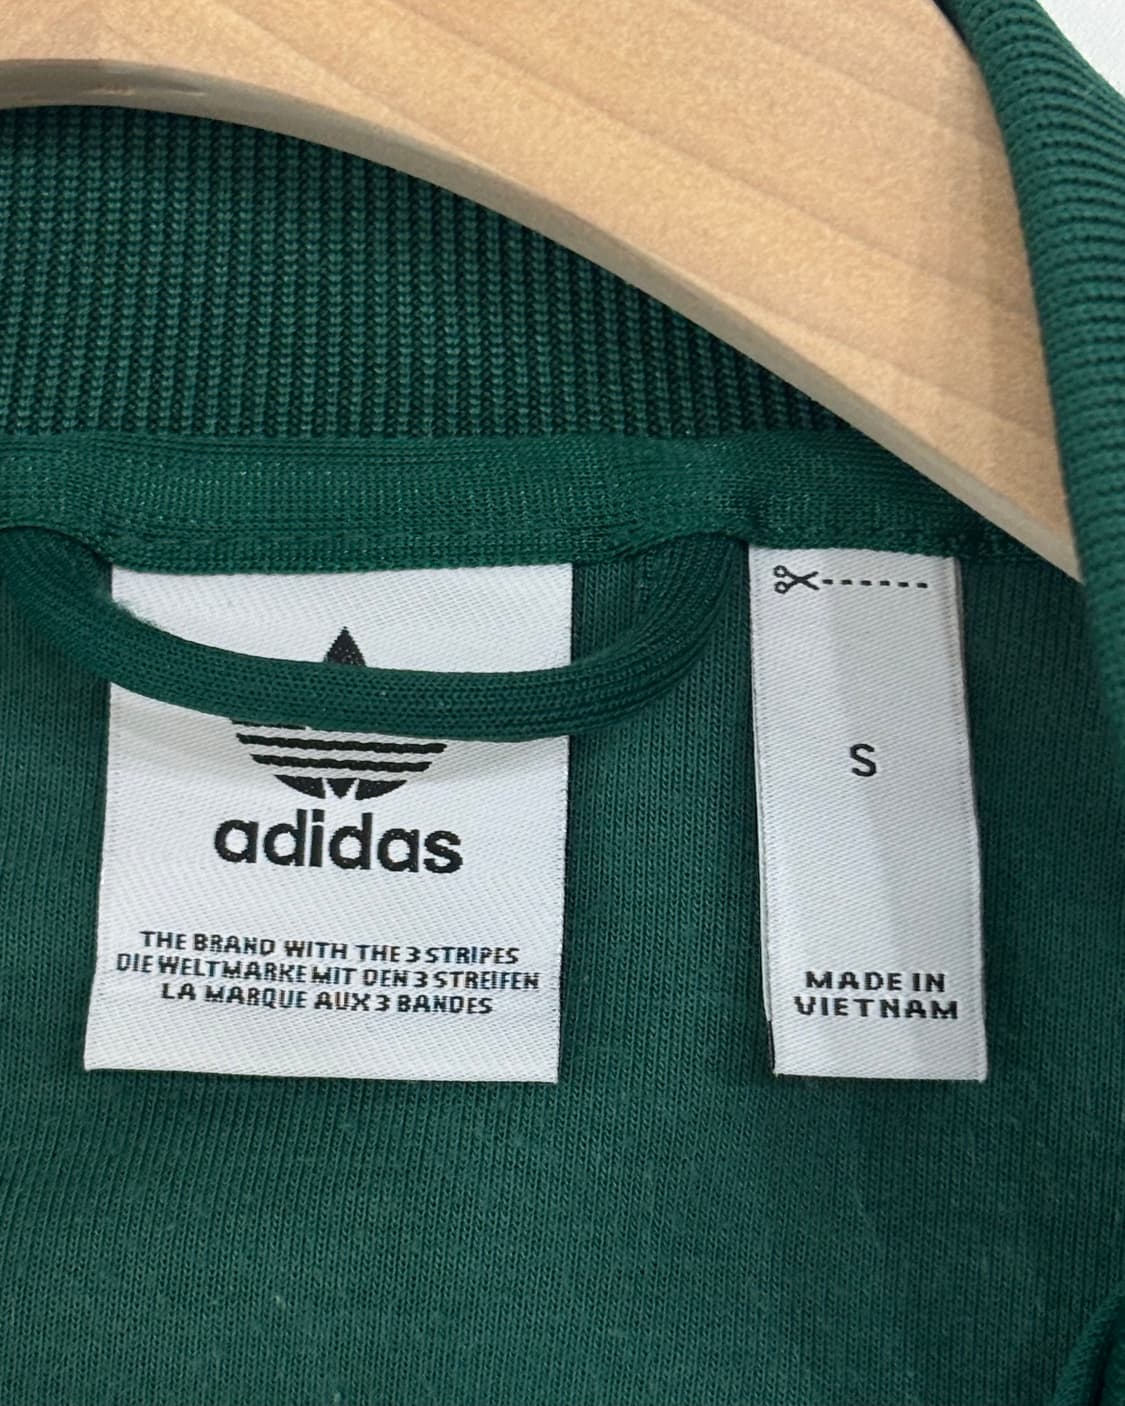 adidas
THE BRAND WITH THE 3 STRIPES
DIE WELTMARKE MIT DEN 3 STREIFEN
LA MARQUE AUX 3 BANDES
S
MADE IN
VIETNAM